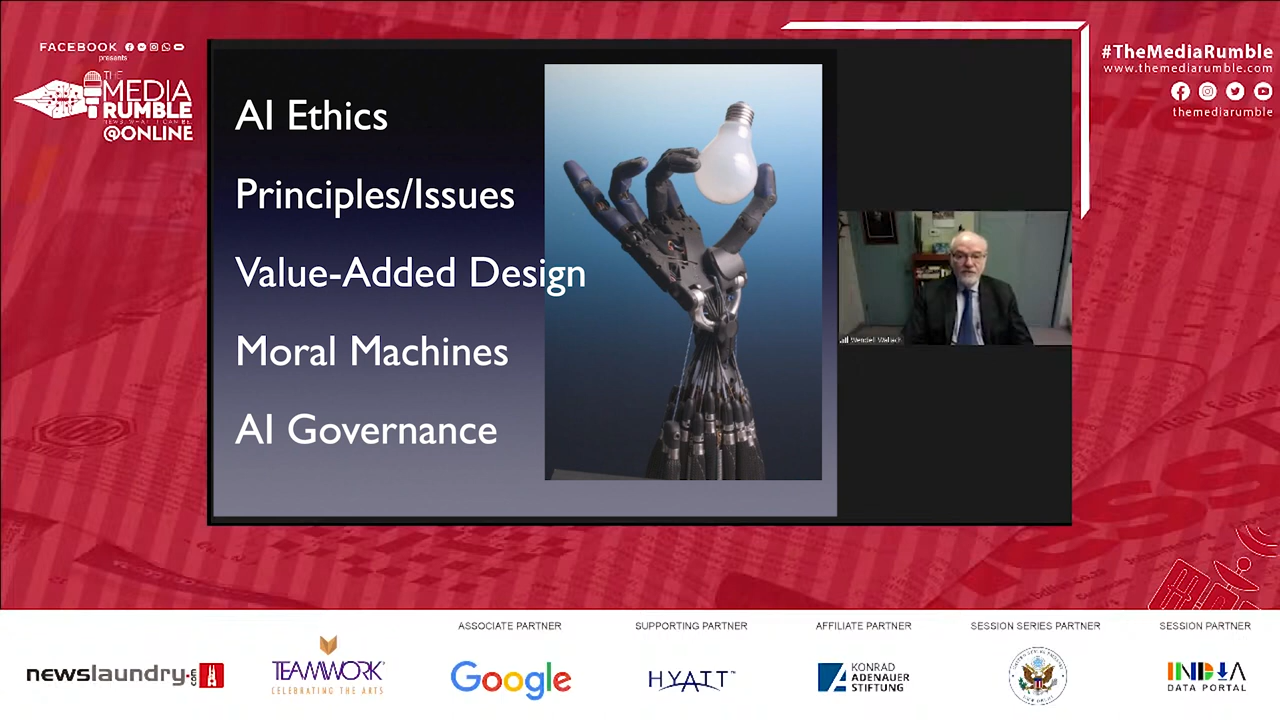 FACEBOOK
presents
THE
MEDIA
RUMBLE
@ONLINE
AI Ethics
Principles/Issues
Value-Added Design
Moral Machines
AI Governance
Wendell Wallach
#TheMediaRumble
www.themediarumble.com
themediarumble
ASSOCIATE PARTNER
SUPPORTING PARTNER
AFFILIATE PARTNER
SESSION SERIES PARTNER
SESSION PARTNER
newslaundry.com
TEAMWORK
CELEBRATING THE ARTS
Google
HYATT™
KONRAD
ADENAUER
STIFTUNG
INDIA
DATA PORTAL